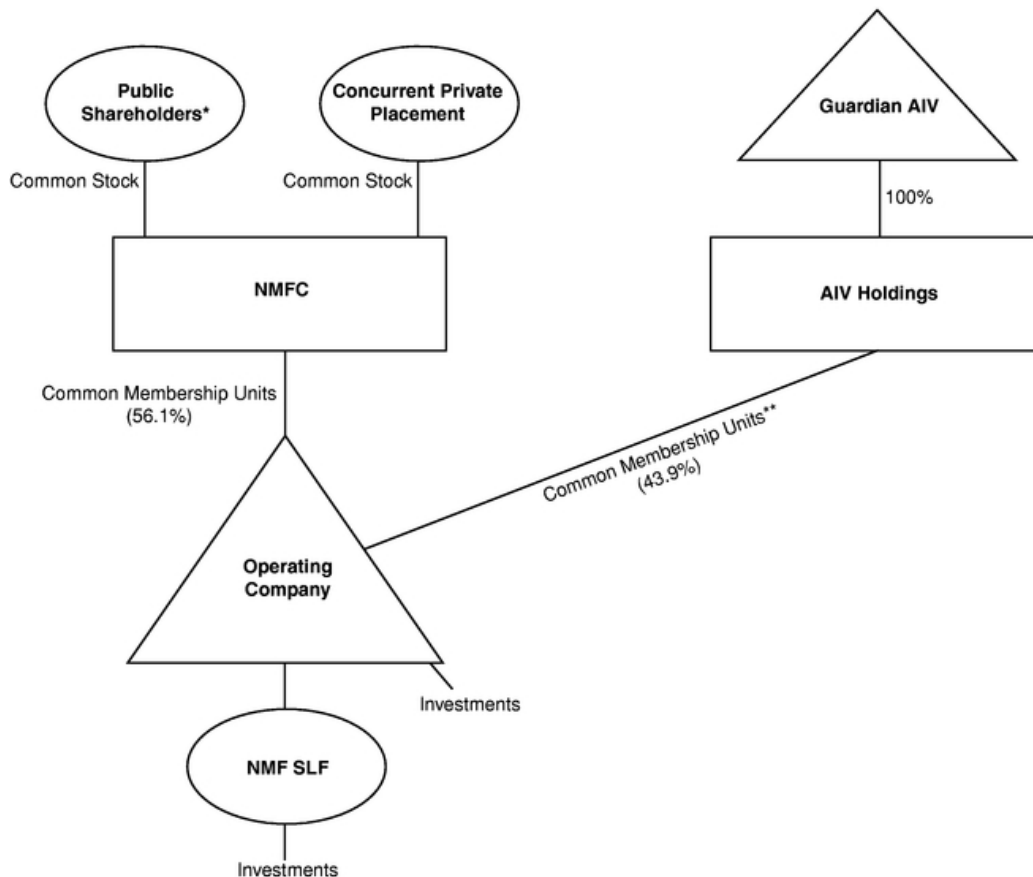 Public
Shareholders*
Concurrent Private
Placement
Guardian AIV
Common Stock
Common Stock
100%
NMFC
AIV Holdings
Common Membership Units
(56.1%)
Common Membership Units**
(43.9%)
Operating
Company
Investments
NMF SLF
Investments